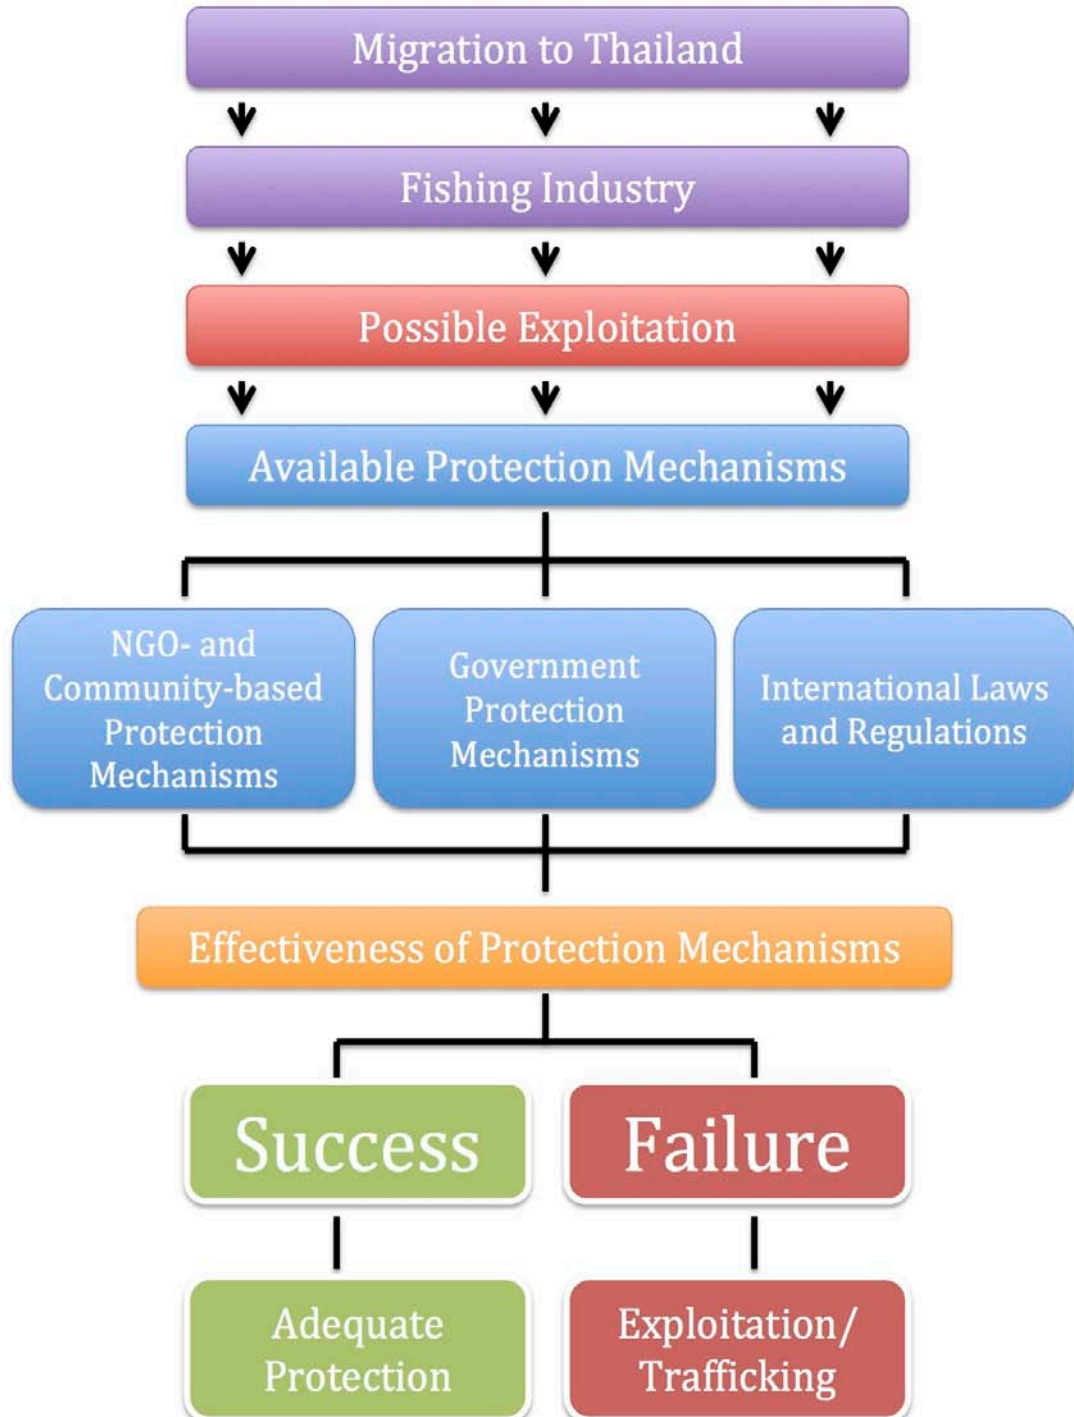 Migration to Thailand
Fishing Industry
Possible Exploitation
Available Protection Mechanisms
NGO- and
Community-based
Protection
Mechanisms
Government
Protection
Mechanisms
International Laws
and Regulations
Effectiveness of Protection Mechanisms
Success
Failure
Adequate
Protection
Exploitation/
Trafficking